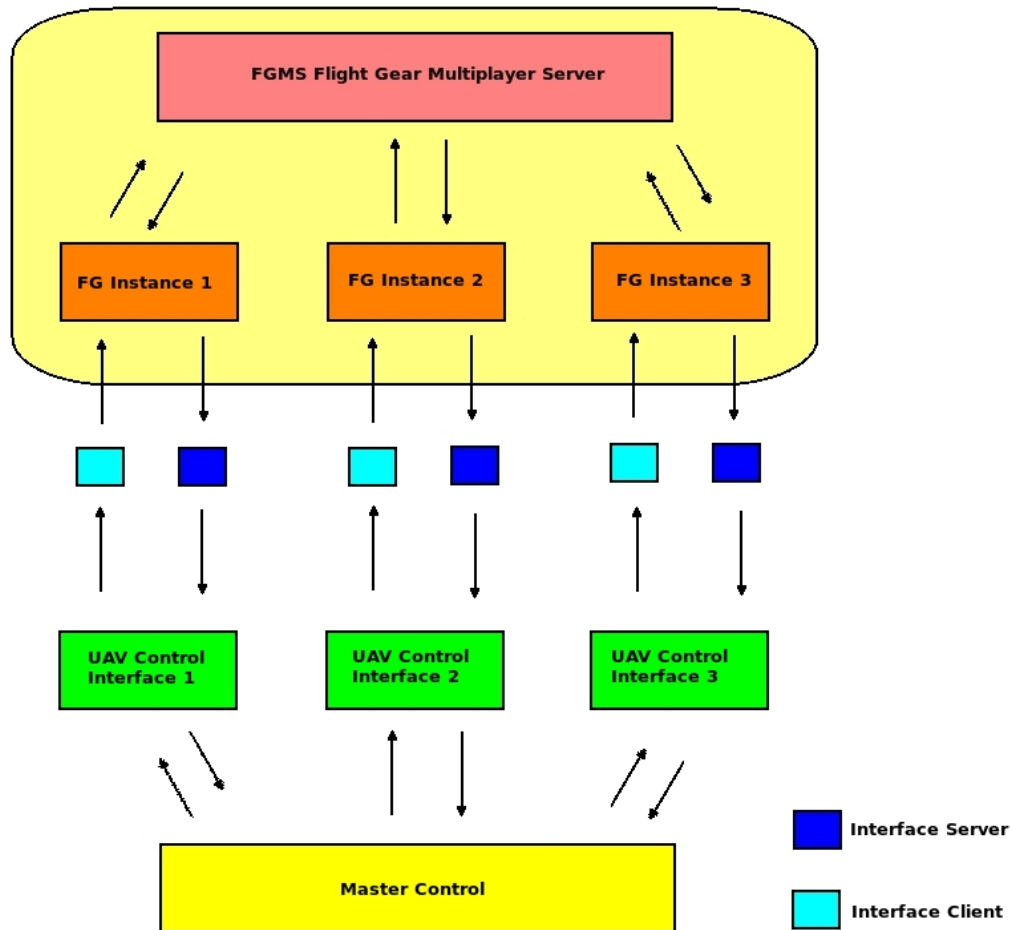 FGMS Flight Gear Multiplayer Server
FG Instance 1
FG Instance 2
FG Instance 3
UAV Control
Interface 1
UAV Control
Interface 2
UAV Control
Interface 3
Master Control
Interface Server
Interface Client